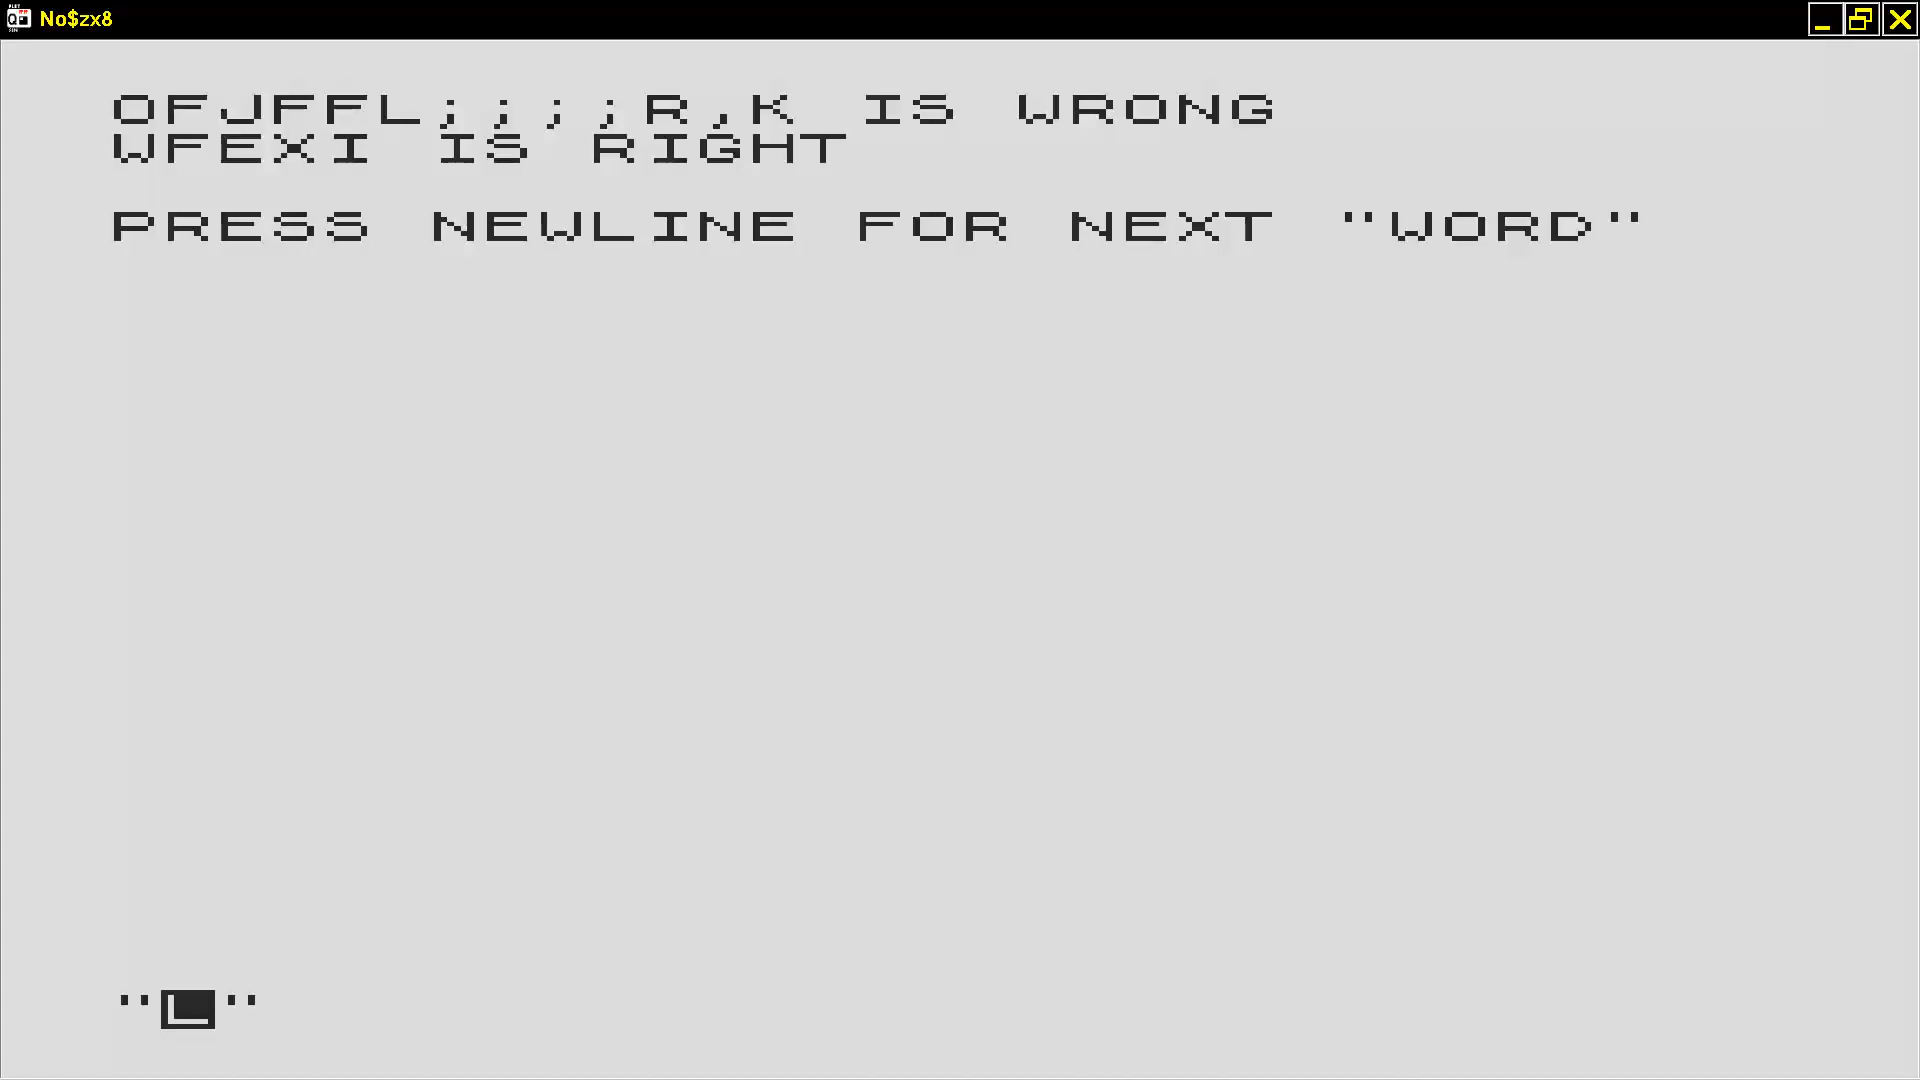 No$zx8
OFJFFL;;;;R,K IS WRONG
WFEXI IS RIGHT
PRESS NEWLINE FOR NEXT "WORD"
"L"